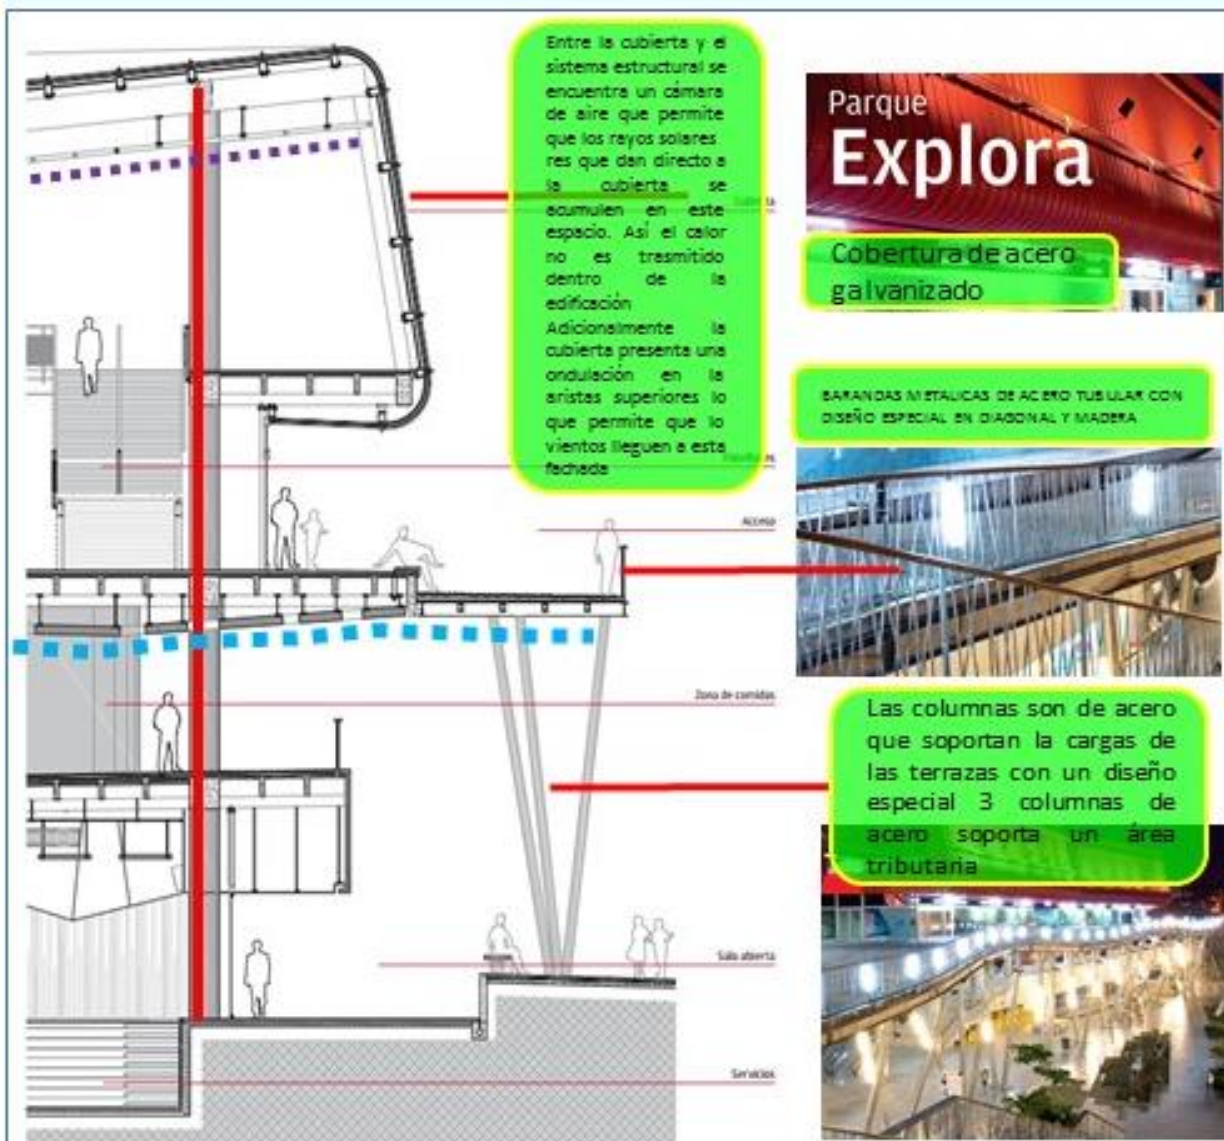 Entre la cubierta y el
sistema estructural se
encuentra un cámara
de aire que permite
que los rayos solares
res que dan directo a
la cubierta se
acumulen en este
espacio. Así el calor
no es trasmitido
dentro de la
edificación
Adicionalmente la
cubierta presenta una
ondulación en la
aristas superiores lo
que permite que lo
vientos lleguen a esta
fachada
Parque
Explora
Cobertura de acero
galvanizado
BARANDAS METALICAS DE ACERO TUBULAR CON
DISEÑO ESPECIAL EN DIAGONAL Y MADERA
Acceso
Zona de comidas
Las columnas son de acero
que soportan la cargas de
las terrazas con un diseño
especial 3 columnas de
acero soporta un área
tributaria
Sala abierta
Servicios